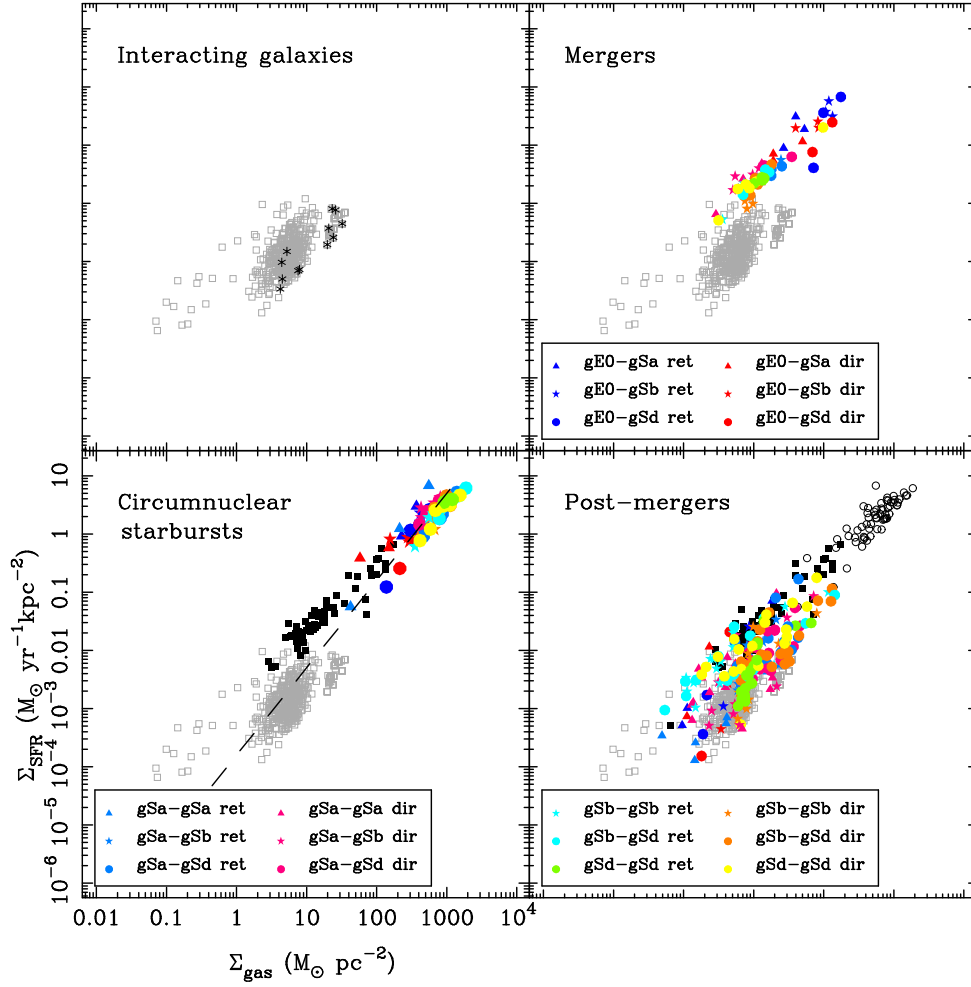 Interacting galaxies
Mergers
gE0−gSa ret
gE0−gSa dir
gE0−gSb ret
gE0−gSb dir
gE0−gSd ret
gE0−gSd dir
Circumnuclear
starbursts
Post−mergers
gSa−gSa ret
gSa−gSa dir
gSa−gSb ret
gSa−gSb dir
gSa−gSd ret
gSa−gSd dir
gSb−gSb ret
gSb−gSb dir
gSb−gSd ret
gSb−gSd dir
gSd−gSd ret
gSd−gSd dir
Σ_SFR (M_⊙ yr⁻¹kpc⁻²)
10
1
0.1
0.01
10⁻³
10⁻⁴
10⁻⁵
10⁻⁶
0.01 0.1 1 10 100 1000 10⁴
Σ_gas (M_⊙ pc⁻²)